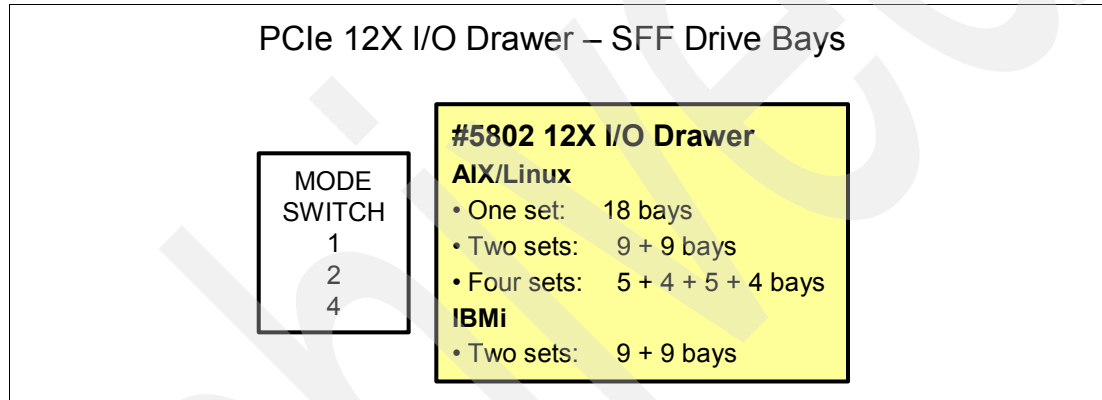 PCIe 12X I/O Drawer – SFF Drive Bays
MODE
SWITCH
1
2
4
#5802 12X I/O Drawer
AIX/Linux
• One set: 18 bays
• Two sets: 9 + 9 bays
• Four sets: 5 + 4 + 5 + 4 bays
IBMi
• Two sets: 9 + 9 bays